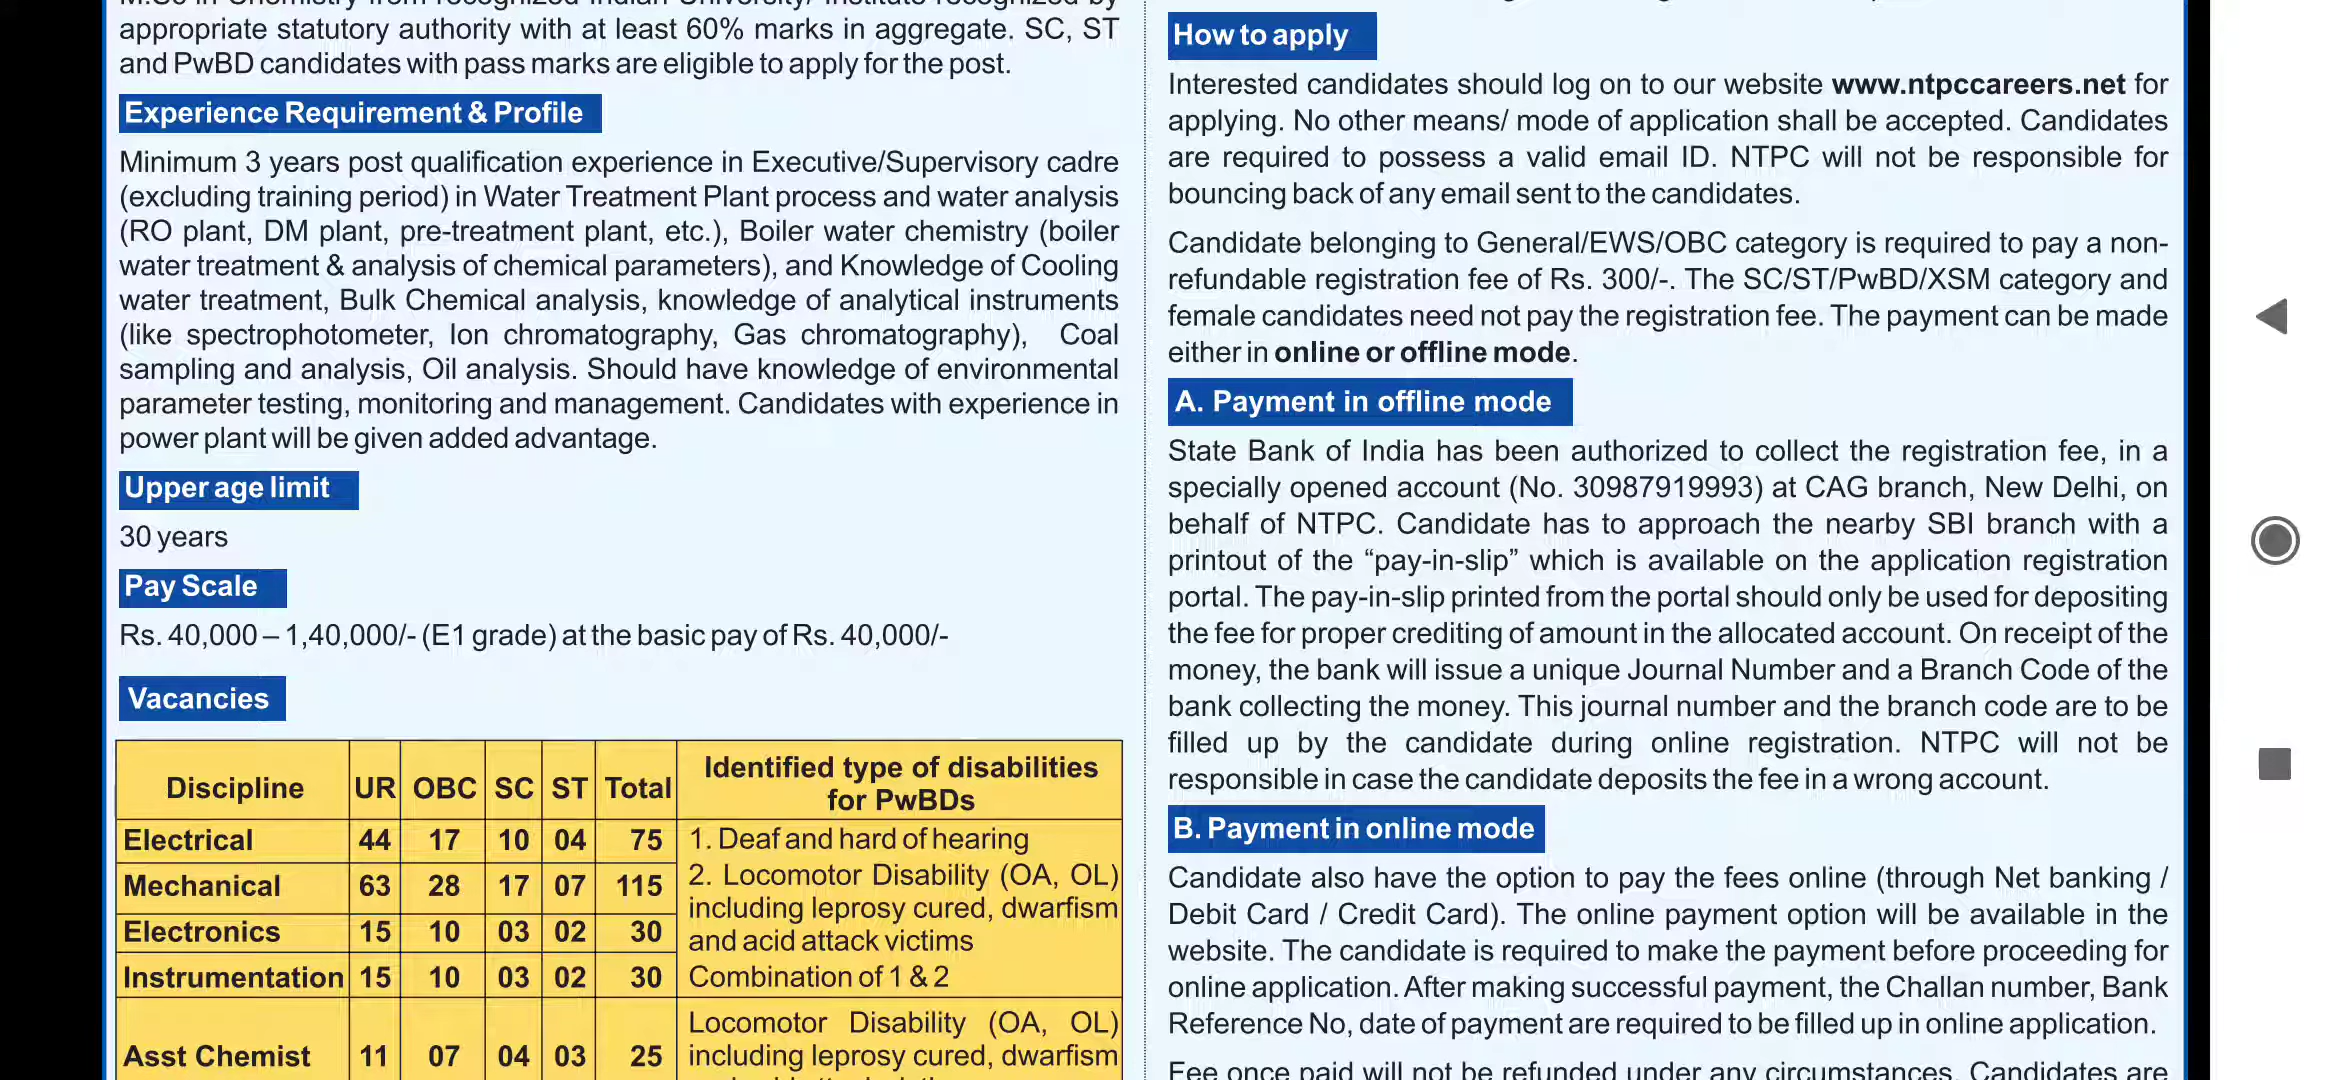 M.Sc in Chemistry from recognized Indian University/ Institute recognized by
appropriate statutory authority with at least 60% marks in aggregate. SC, ST
and PwBD candidates with pass marks are eligible to apply for the post.
Experience Requirement & Profile
Minimum 3 years post qualification experience in Executive/Supervisory cadre
(excluding training period) in Water Treatment Plant process and water analysis
(RO plant, DM plant, pre-treatment plant, etc.), Boiler water chemistry (boiler
water treatment & analysis of chemical parameters), and Knowledge of Cooling
water treatment, Bulk Chemical analysis, knowledge of analytical instruments
(like spectrophotometer, Ion chromatography, Gas chromatography), Coal
sampling and analysis, Oil analysis. Should have knowledge of environmental
parameter testing, monitoring and management. Candidates with experience in
power plant will be given added advantage.
Upper age limit
30 years
Pay Scale
Rs. 40,000 – 1,40,000/- (E1 grade) at the basic pay of Rs. 40,000/-
Vacancies
Discipline UR OBC SC ST Total Identified type of disabilities
for PwBDs
Electrical 44 17 10 04 75 1. Deaf and hard of hearing
Mechanical 63 28 17 07 115 2. Locomotor Disability (OA, OL)
including leprosy cured, dwarfism
Electronics 15 10 03 02 30 and acid attack victims
Instrumentation 15 10 03 02 30 Combination of 1 & 2
Locomotor Disability (OA, OL)
Asst Chemist 11 07 04 03 25 including leprosy cured, dwarfism
How to apply
Interested candidates should log on to our website www.ntpccareers.net for
applying. No other means/ mode of application shall be accepted. Candidates
are required to possess a valid email ID. NTPC will not be responsible for
bouncing back of any email sent to the candidates.
Candidate belonging to General/EWS/OBC category is required to pay a non-
refundable registration fee of Rs. 300/-. The SC/ST/PwBD/XSM category and
female candidates need not pay the registration fee. The payment can be made
either in online or offline mode.
A. Payment in offline mode
State Bank of India has been authorized to collect the registration fee, in a
specially opened account (No. 30987919993) at CAG branch, New Delhi, on
behalf of NTPC. Candidate has to approach the nearby SBI branch with a
printout of the “pay-in-slip” which is available on the application registration
portal. The pay-in-slip printed from the portal should only be used for depositing
the fee for proper crediting of amount in the allocated account. On receipt of the
money, the bank will issue a unique Journal Number and a Branch Code of the
bank collecting the money. This journal number and the branch code are to be
filled up by the candidate during online registration. NTPC will not be
responsible in case the candidate deposits the fee in a wrong account.
B. Payment in online mode
Candidate also have the option to pay the fees online (through Net banking /
Debit Card / Credit Card). The online payment option will be available in the
website. The candidate is required to make the payment before proceeding for
online application. After making successful payment, the Challan number, Bank
Reference No, date of payment are required to be filled up in online application.
Fee once paid will not be refunded under any circumstances. Candidates are